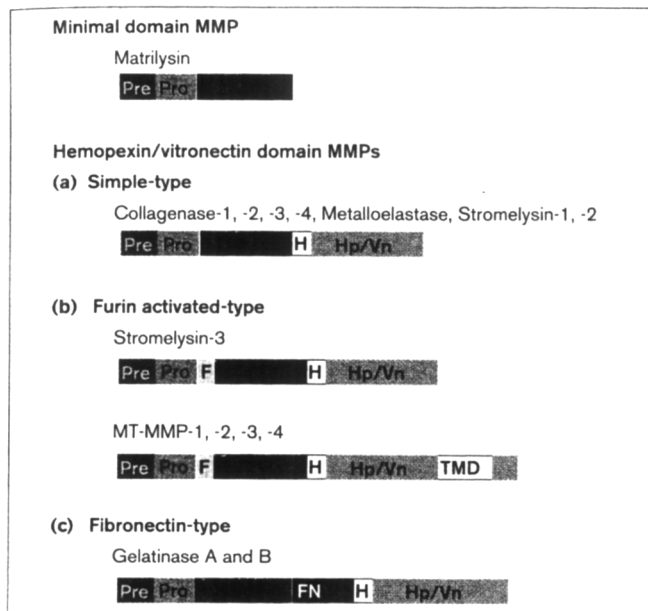 Minimal domain MMP
Matrilysin
Pre Pro
Hemopexin/vitronectin domain MMPs
(a) Simple-type
Collagenase-1, -2, -3, -4, Metalloelastase, Stromelysin-1, -2
Pre Pro H Hp/Vn
(b) Furin activated-type
Stromelysin-3
Pre Pro F H Hp/Vn
MT-MMP-1, -2, -3, -4
Pre Pro F H Hp/Vn TMD
(c) Fibronectin-type
Gelatinase A and B
Pre Pro FN H Hp/Vn